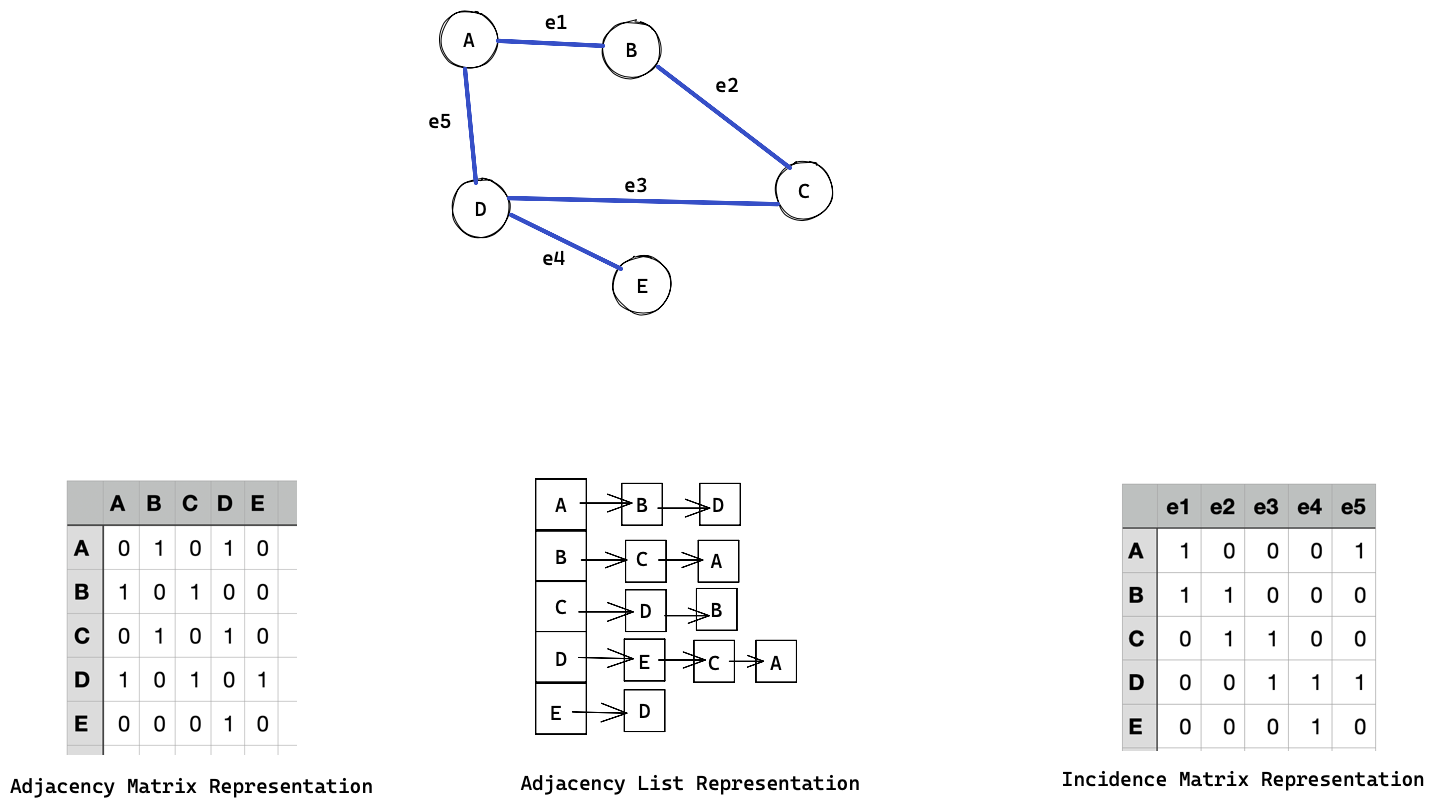 A
e1
B
e2
e5
e3
C
D
e4
E
A B C D E
A 0 1 0 1 0
B 1 0 1 0 0
C 0 1 0 1 0
D 1 0 1 0 1
E 0 0 0 1 0
Adjacency Matrix Representation
A B D
B C A
C D B
D E C A
E D
Adjacency List Representation
e1 e2 e3 e4 e5
A 1 0 0 0 1
B 1 1 0 0 0
C 0 1 1 0 0
D 0 0 1 1 1
E 0 0 0 1 0
Incidence Matrix Representation